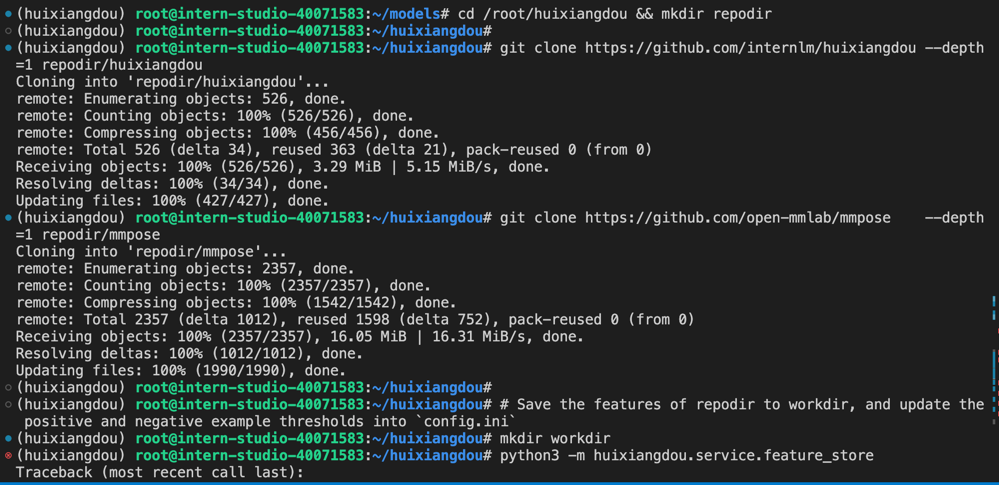 (huixiangdou) root@intern-studio-40071583:~/models# cd /root/huixiangdou && mkdir repodir
(huixiangdou) root@intern-studio-40071583:~/huixiangdou#
(huixiangdou) root@intern-studio-40071583:~/huixiangdou# git clone https://github.com/internlm/huixiangdou --depth
=1 repodir/huixiangdou
Cloning into 'repodir/huixiangdou'...
remote: Enumerating objects: 526, done.
remote: Counting objects: 100% (526/526), done.
remote: Compressing objects: 100% (456/456), done.
remote: Total 526 (delta 34), reused 363 (delta 21), pack-reused 0 (from 0)
Receiving objects: 100% (526/526), 3.29 MiB | 5.15 MiB/s, done.
Resolving deltas: 100% (34/34), done.
Updating files: 100% (427/427), done.
(huixiangdou) root@intern-studio-40071583:~/huixiangdou# git clone https://github.com/open-mmlab/mmpose    --depth
=1 repodir/mmpose
Cloning into 'repodir/mmpose'...
remote: Enumerating objects: 2357, done.
remote: Counting objects: 100% (2357/2357), done.
remote: Compressing objects: 100% (1542/1542), done.
remote: Total 2357 (delta 1012), reused 1598 (delta 752), pack-reused 0 (from 0)
Receiving objects: 100% (2357/2357), 16.05 MiB | 16.31 MiB/s, done.
Resolving deltas: 100% (1012/1012), done.
Updating files: 100% (1990/1990), done.
(huixiangdou) root@intern-studio-40071583:~/huixiangdou#
(huixiangdou) root@intern-studio-40071583:~/huixiangdou# # Save the features of repodir to workdir, and update the
 positive and negative example thresholds into `config.ini`
(huixiangdou) root@intern-studio-40071583:~/huixiangdou# mkdir workdir
(huixiangdou) root@intern-studio-40071583:~/huixiangdou# python3 -m huixiangdou.service.feature_store
Traceback (most recent call last):